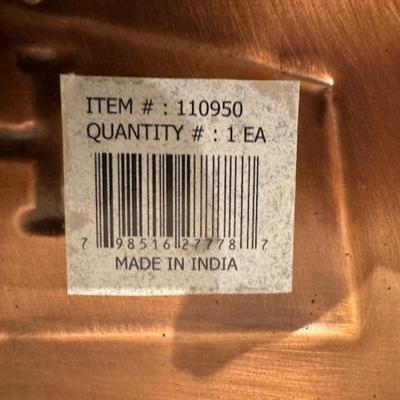 ITEM # : 110950
QUANTITY # : 1 EA
7 98516 27778 7
MADE IN INDIA